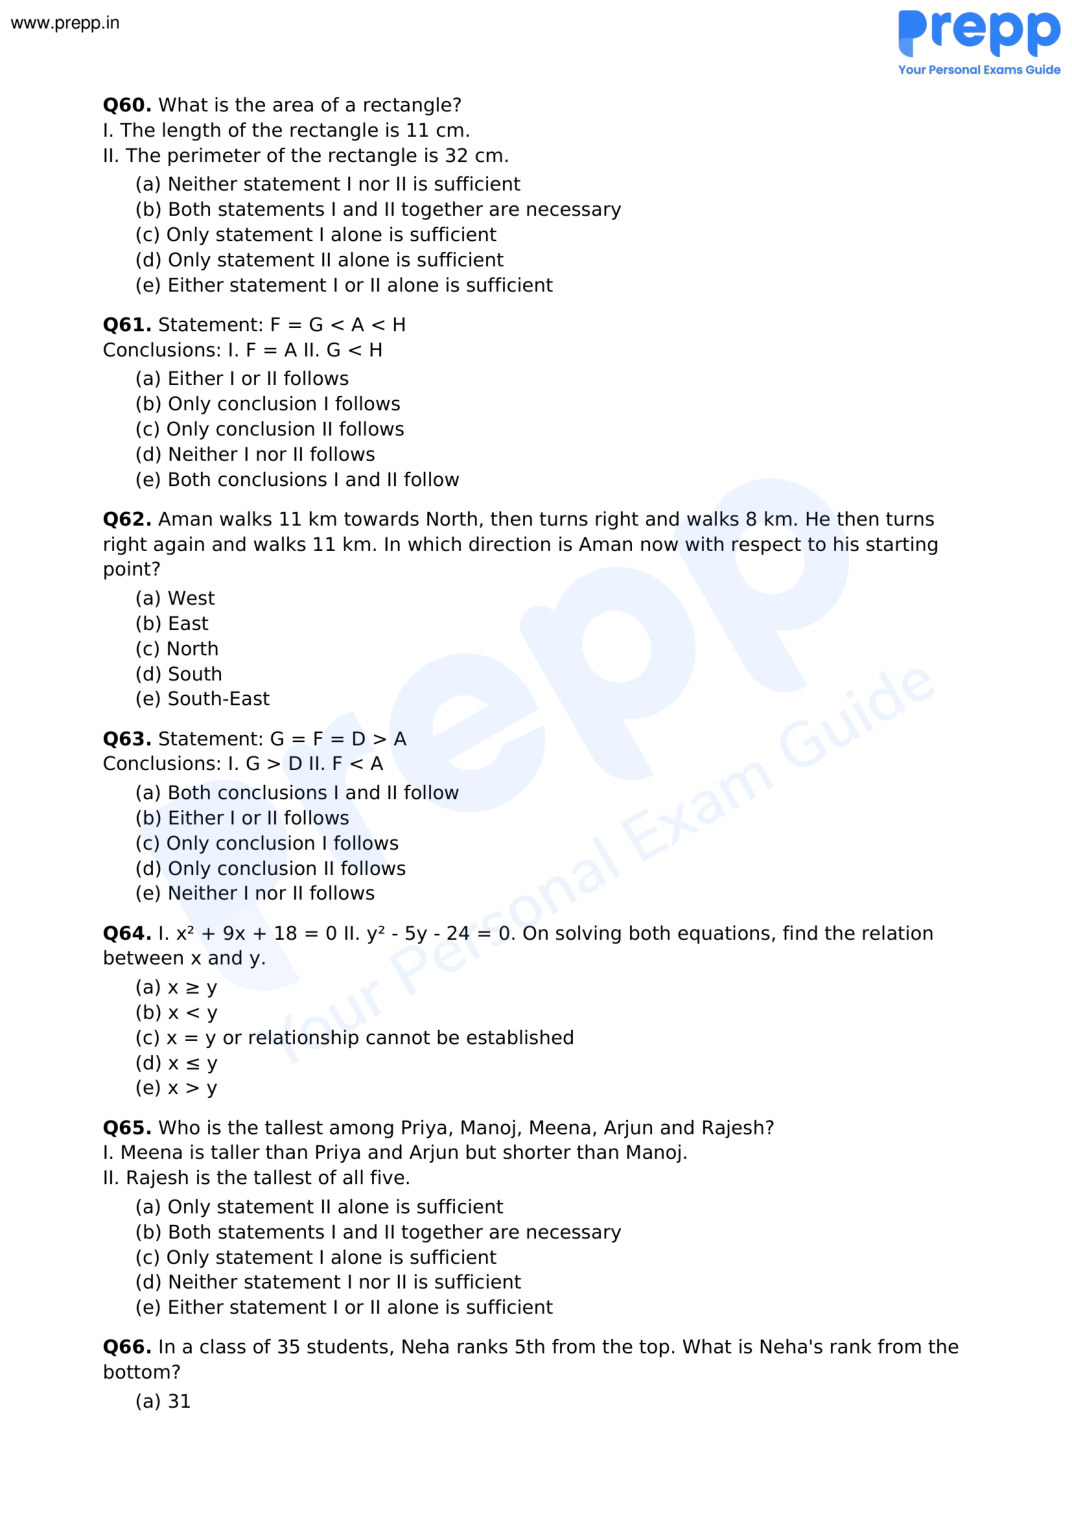 www.prepp.in
Prepp
Your Personal Exams Guide
Q60. What is the area of a rectangle?
I. The length of the rectangle is 11 cm.
II. The perimeter of the rectangle is 32 cm.
(a) Neither statement I nor II is sufficient
(b) Both statements I and II together are necessary
(c) Only statement I alone is sufficient
(d) Only statement II alone is sufficient
(e) Either statement I or II alone is sufficient
Q61. Statement: F = G < A < H
Conclusions: I. F = A II. G < H
(a) Either I or II follows
(b) Only conclusion I follows
(c) Only conclusion II follows
(d) Neither I nor II follows
(e) Both conclusions I and II follow
Q62. Aman walks 11 km towards North, then turns right and walks 8 km. He then turns
right again and walks 11 km. In which direction is Aman now with respect to his starting
point?
(a) West
(b) East
(c) North
(d) South
(e) South-East
Q63. Statement: G = F = D > A
Conclusions: I. G > D II. F < A
(a) Both conclusions I and II follow
(b) Either I or II follows
(c) Only conclusion I follows
(d) Only conclusion II follows
(e) Neither I nor II follows
Q64. I. x² + 9x + 18 = 0 II. y² - 5y - 24 = 0. On solving both equations, find the relation
between x and y.
(a) x ≥ y
(b) x < y
(c) x = y or relationship cannot be established
(d) x ≤ y
(e) x > y
Q65. Who is the tallest among Priya, Manoj, Meena, Arjun and Rajesh?
I. Meena is taller than Priya and Arjun but shorter than Manoj.
II. Rajesh is the tallest of all five.
(a) Only statement II alone is sufficient
(b) Both statements I and II together are necessary
(c) Only statement I alone is sufficient
(d) Neither statement I nor II is sufficient
(e) Either statement I or II alone is sufficient
Q66. In a class of 35 students, Neha ranks 5th from the top. What is Neha's rank from the
bottom?
(a) 31
Prepp
Your Personal Exam Guide